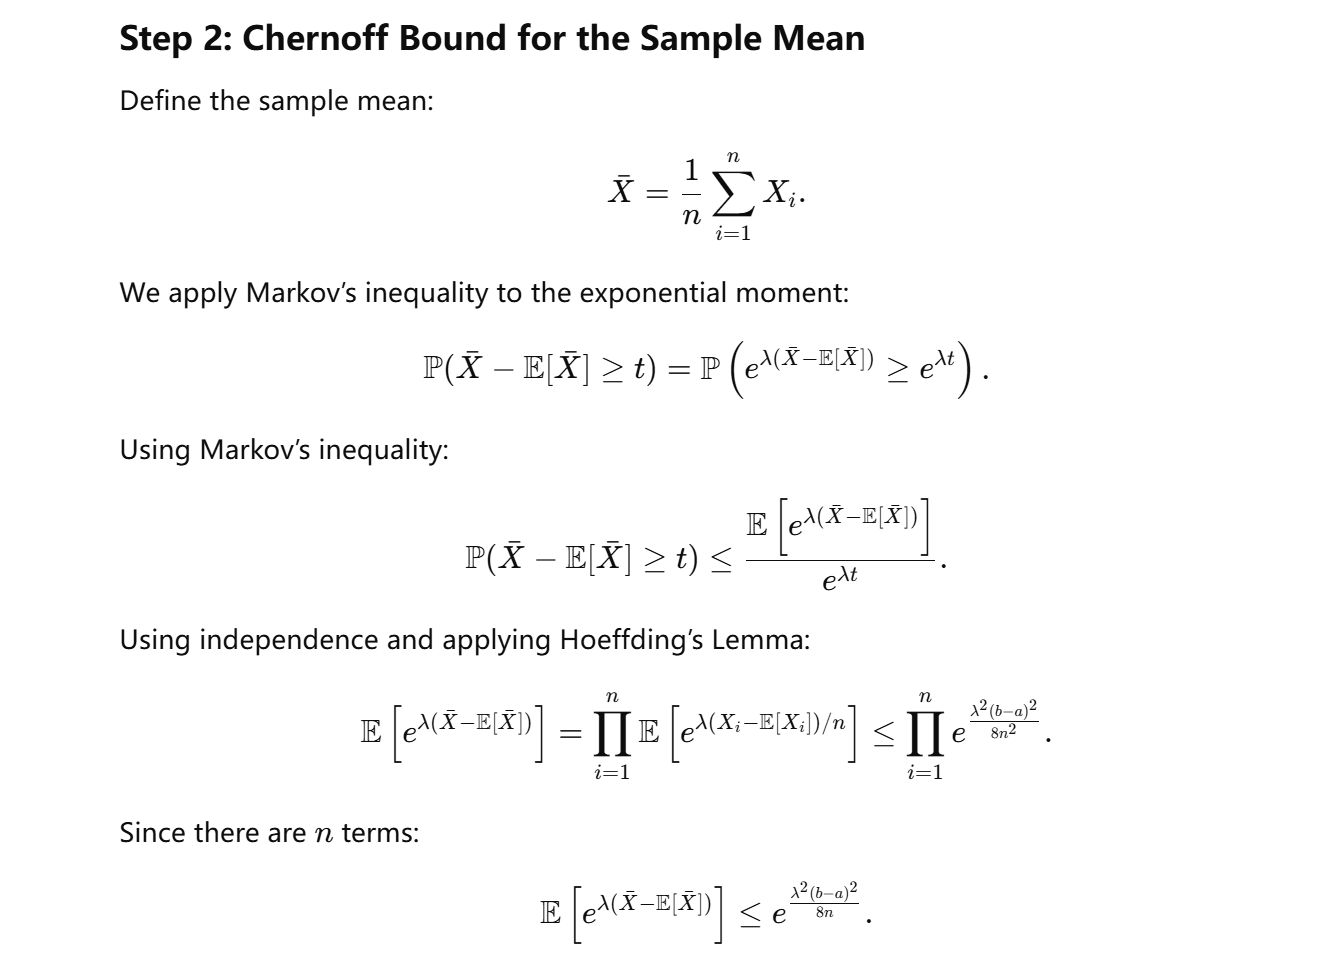 Step 2: Chernoff Bound for the Sample Mean
Define the sample mean:
$$\bar{X} = \frac{1}{n} \sum_{i=1}^{n} X_i.$$
We apply Markov’s inequality to the exponential moment:
$$\mathbb{P}(\bar{X} - \mathbb{E}[\bar{X}] \geq t) = \mathbb{P}\left(e^{\lambda(\bar{X} - \mathbb{E}[\bar{X}])} \geq e^{\lambda t}\right).$$
Using Markov’s inequality:
$$\mathbb{P}(\bar{X} - \mathbb{E}[\bar{X}] \geq t) \leq \frac{\mathbb{E}\left[e^{\lambda(\bar{X} - \mathbb{E}[\bar{X}])}\right]}{e^{\lambda t}}.$$
Using independence and applying Hoeffding’s Lemma:
$$\mathbb{E}\left[e^{\lambda(\bar{X} - \mathbb{E}[\bar{X}])}\right] = \prod_{i=1}^{n} \mathbb{E}\left[e^{\lambda(X_i - \mathbb{E}[X_i])/n}\right] \leq \prod_{i=1}^{n} e^{\frac{\lambda^2(b-a)^2}{8n^2}}.$$
Since there are $n$ terms:
$$\mathbb{E}\left[e^{\lambda(\bar{X} - \mathbb{E}[\bar{X}])}\right] \leq e^{\frac{\lambda^2(b-a)^2}{8n}}.$$